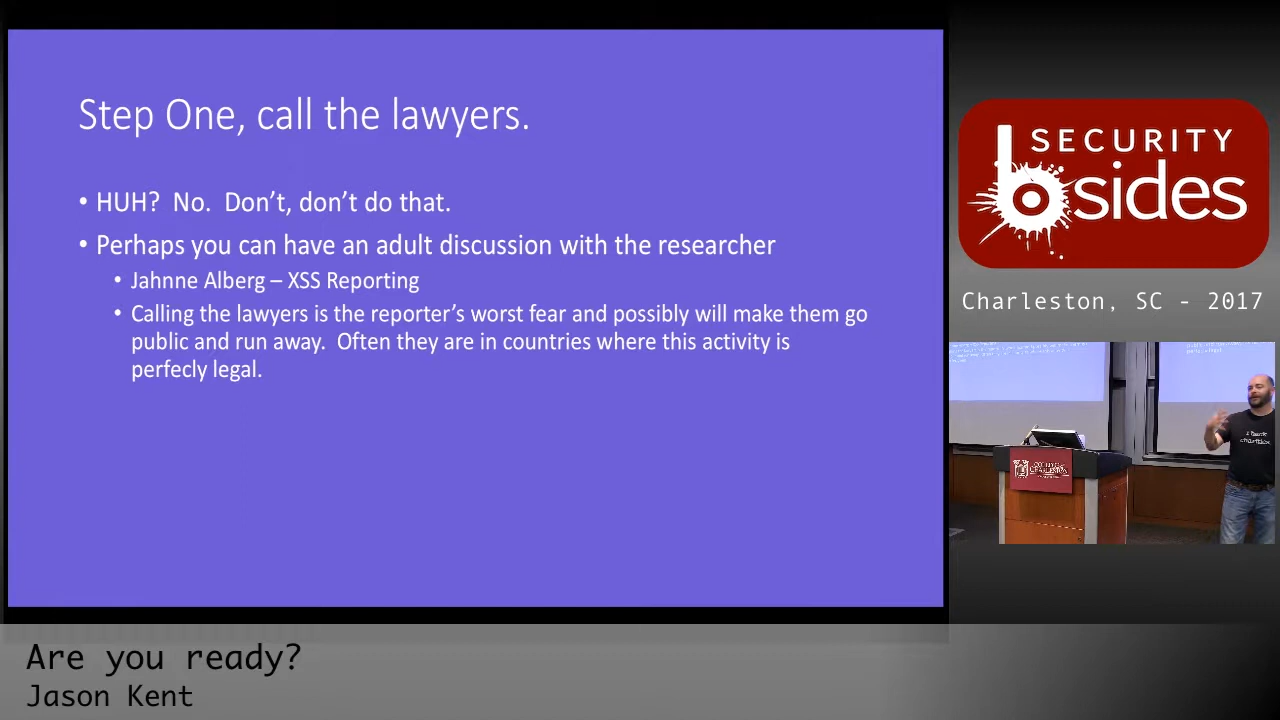 Step One, call the lawyers.
• HUH?  No.  Don't, don't do that.
• Perhaps you can have an adult discussion with the researcher
• Jahnne Alberg – XSS Reporting
• Calling the lawyers is the reporter's worst fear and possibly will make them go
public and run away.  Often they are in countries where this activity is
perfecly legal.
SECURITY
bsides
Charleston, SC - 2017
I hack
charities
CHARLESTON
Are you ready?
Jason Kent